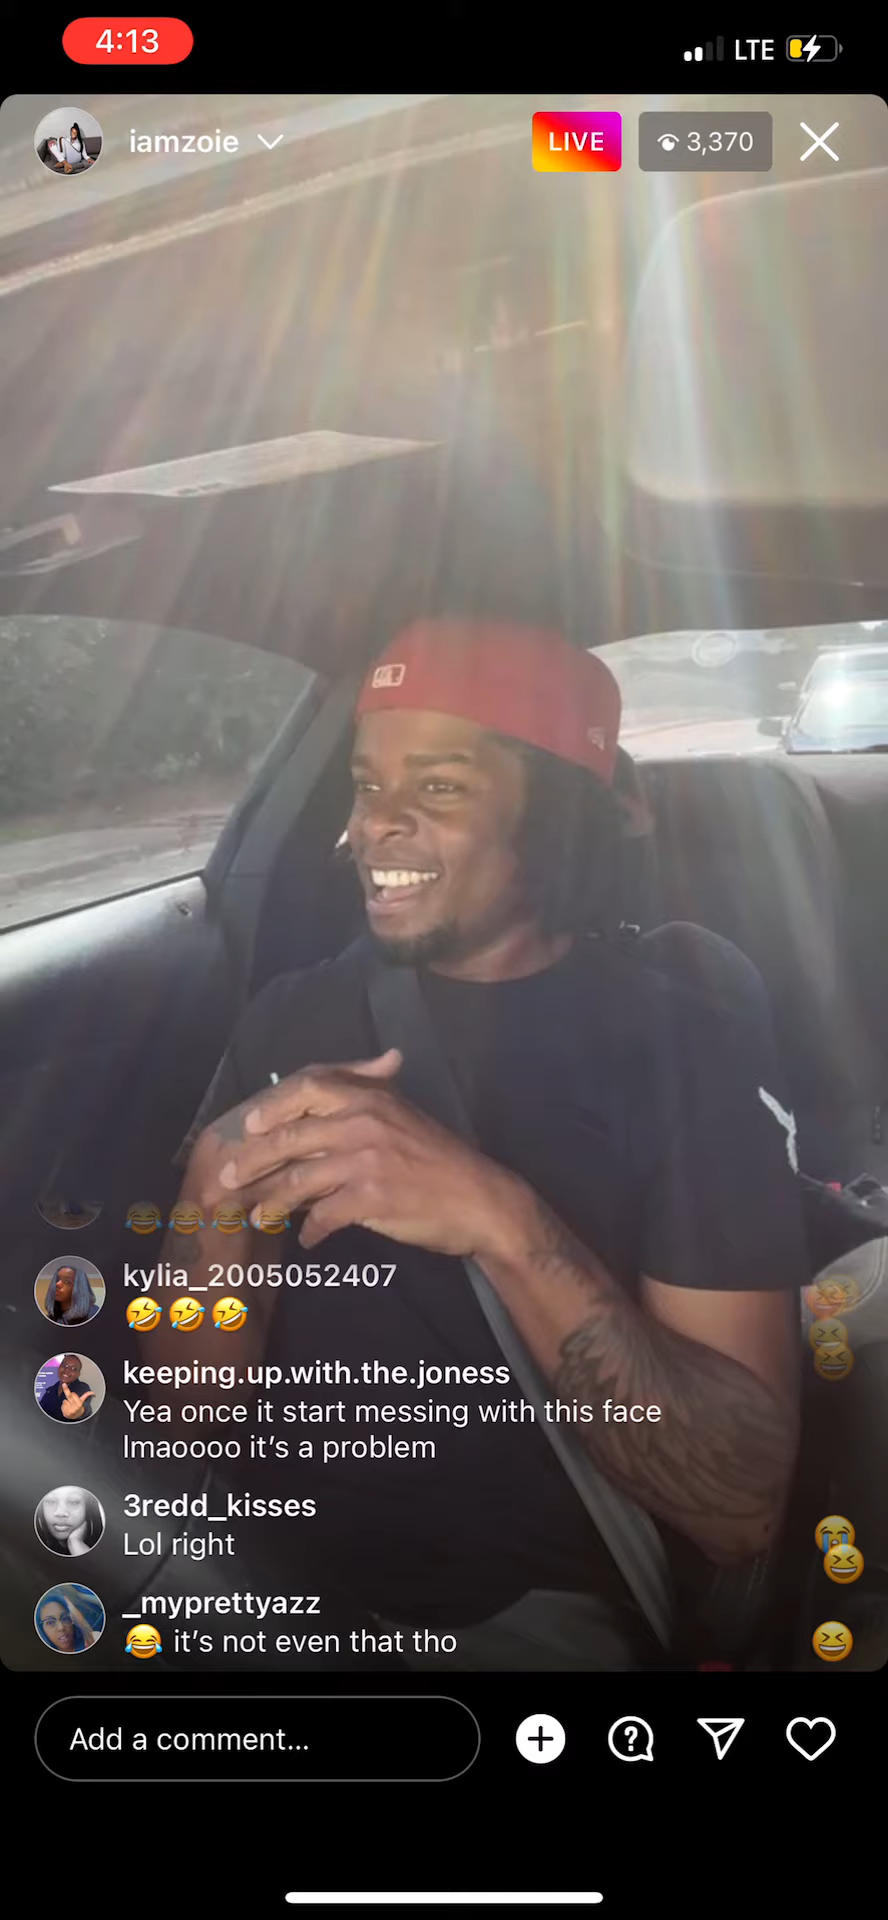 4:13
LTE
iamzoie
LIVE
3,370
😂😂😂😂
kylia_2005052407
🤣🤣🤣
keeping.up.with.the.joness
Yea once it start messing with this face
lmaoooo it's a problem
3redd_kisses
Lol right
_myprettyazz
😂 it's not even that tho
Add a comment...